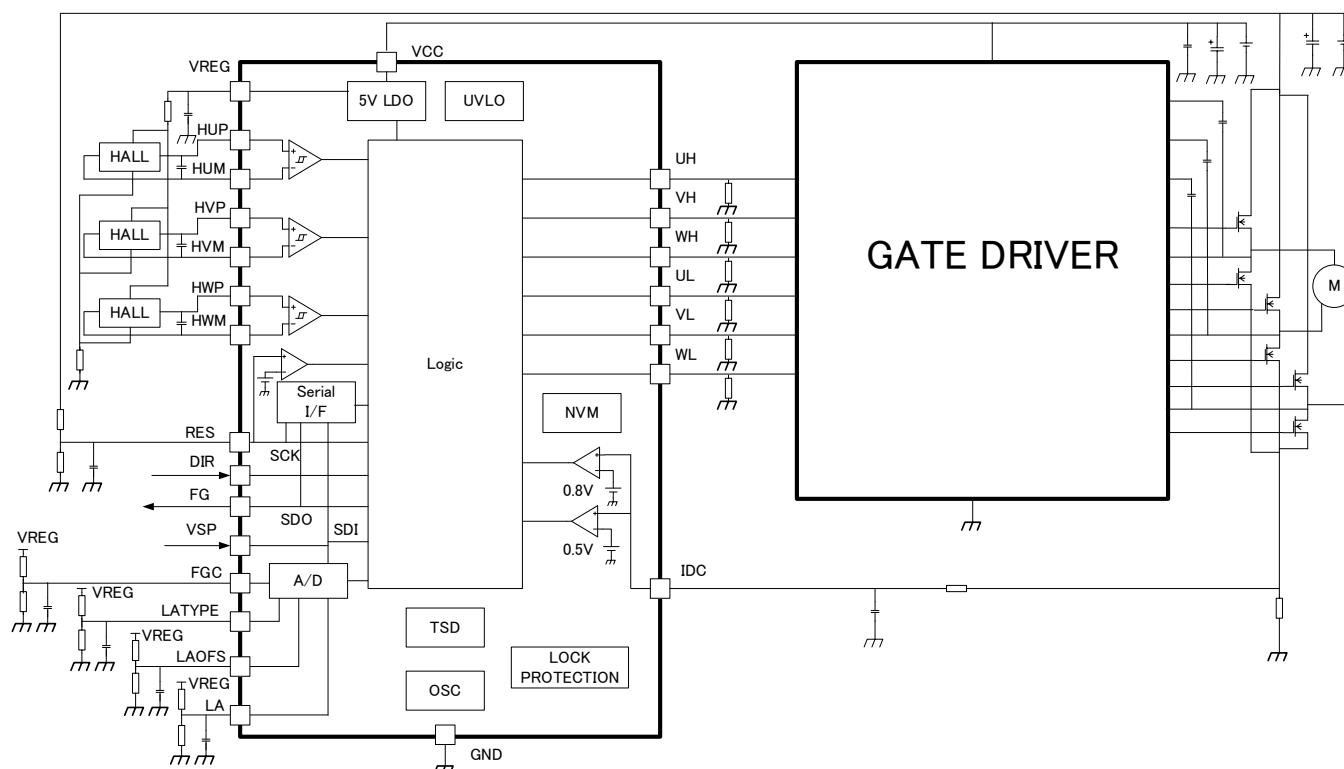 VCC
VREG
5V LDO
UVLO
HUP
HALL
HUM
HVP
HALL
HVM
HWP
HALL
HWM
Logic
Serial
I/F
RES
SCK
DIR
FG
SDO
VSP
SDI
VREG
FGC
A/D
VREG
LATYPE
VREG
LAOFS
VREG
LA
TSD
OSC
LOCK
PROTECTION
NVM
0.8V
0.5V
GND
UH
VH
WH
UL
VL
WL
IDC
GATE DRIVER
M